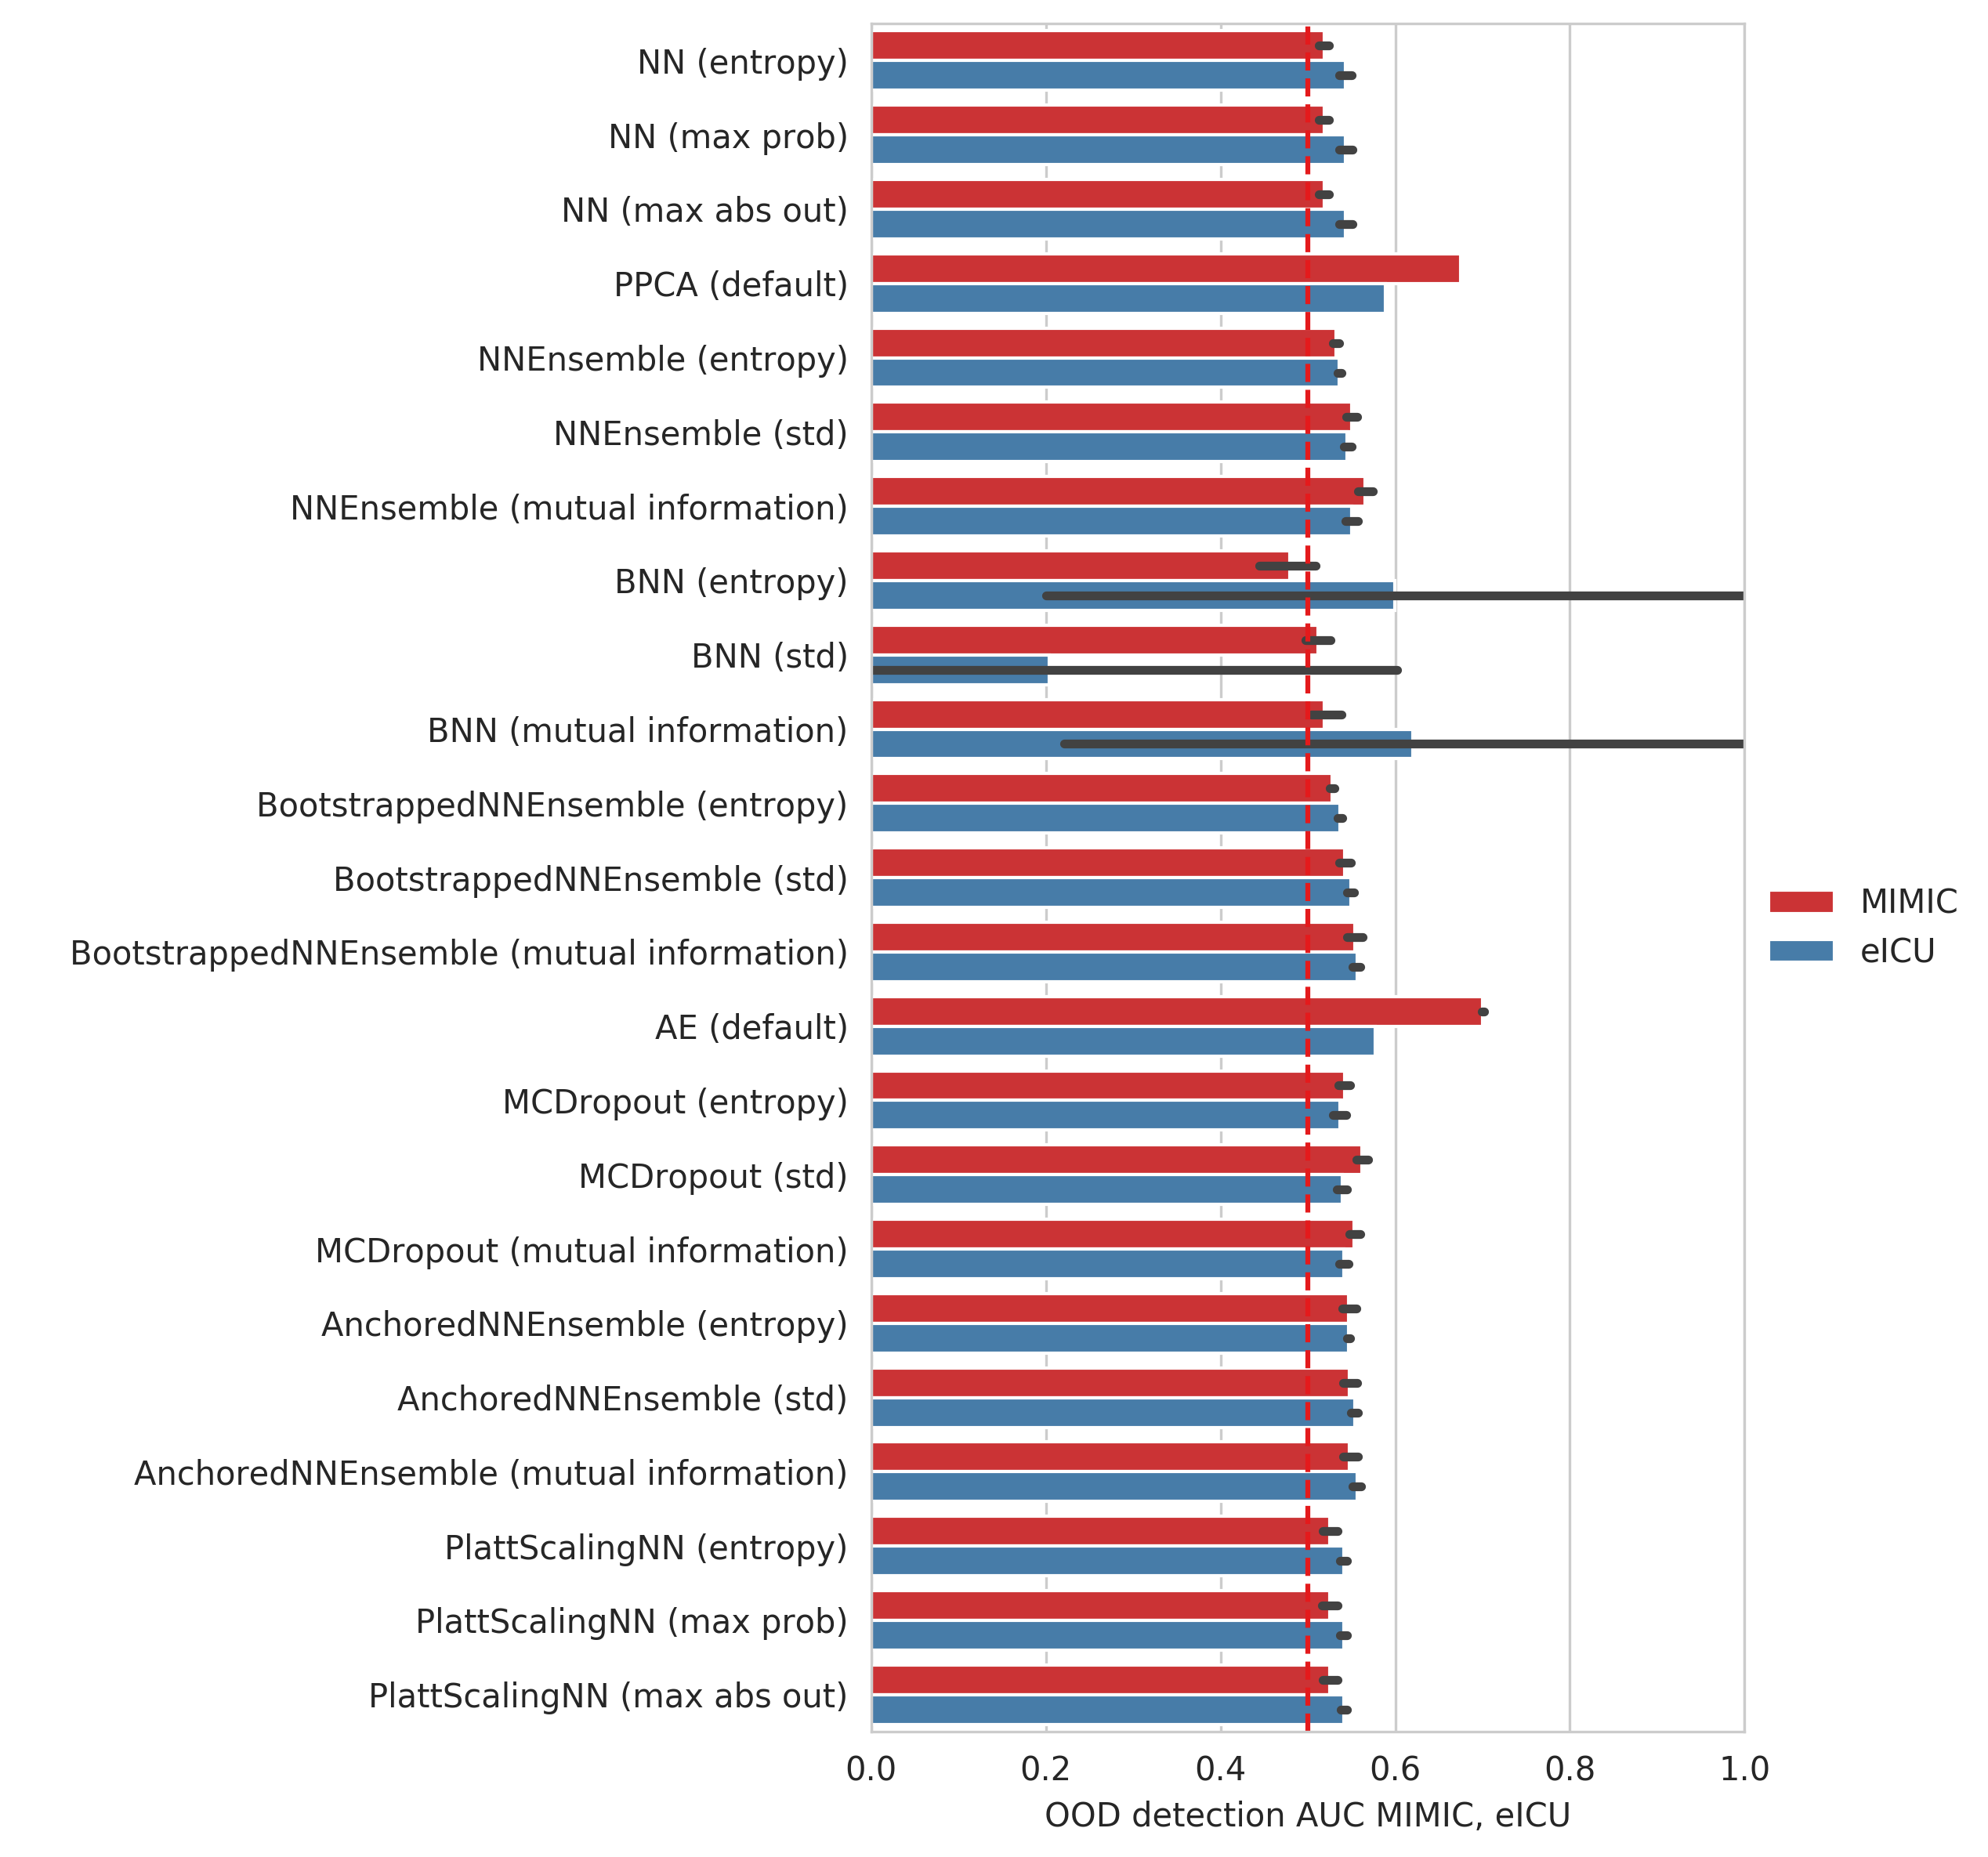 NN (entropy)
NN (max prob)
NN (max abs out)
PPCA (default)
NNEnsemble (entropy)
NNEnsemble (std)
NNEnsemble (mutual information)
BNN (entropy)
BNN (std)
BNN (mutual information)
BootstrappedNNEnsemble (entropy)
BootstrappedNNEnsemble (std)
BootstrappedNNEnsemble (mutual information)
AE (default)
MCDropout (entropy)
MCDropout (std)
MCDropout (mutual information)
AnchoredNNEnsemble (entropy)
AnchoredNNEnsemble (std)
AnchoredNNEnsemble (mutual information)
PlattScalingNN (entropy)
PlattScalingNN (max prob)
PlattScalingNN (max abs out)
MIMIC
eICU
0.0 0.2 0.4 0.6 0.8 1.0
OOD detection AUC MIMIC, eICU